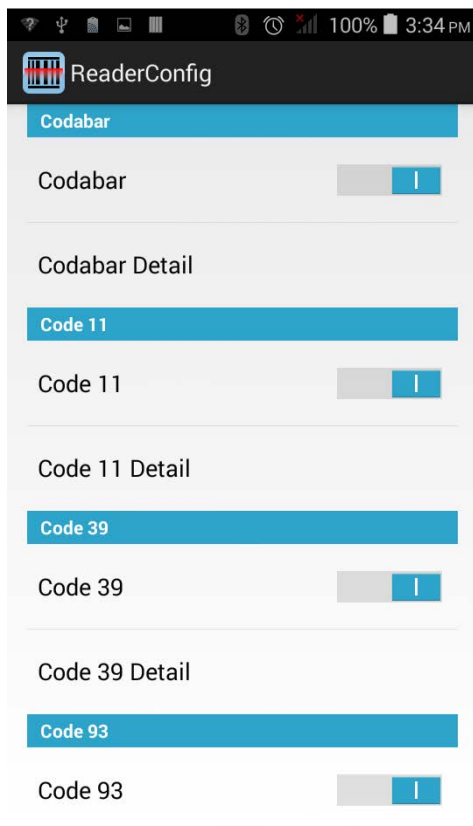 100% 3:34 PM
ReaderConfig
Codabar
Codabar
Codabar Detail
Code 11
Code 11
Code 11 Detail
Code 39
Code 39
Code 39 Detail
Code 93
Code 93